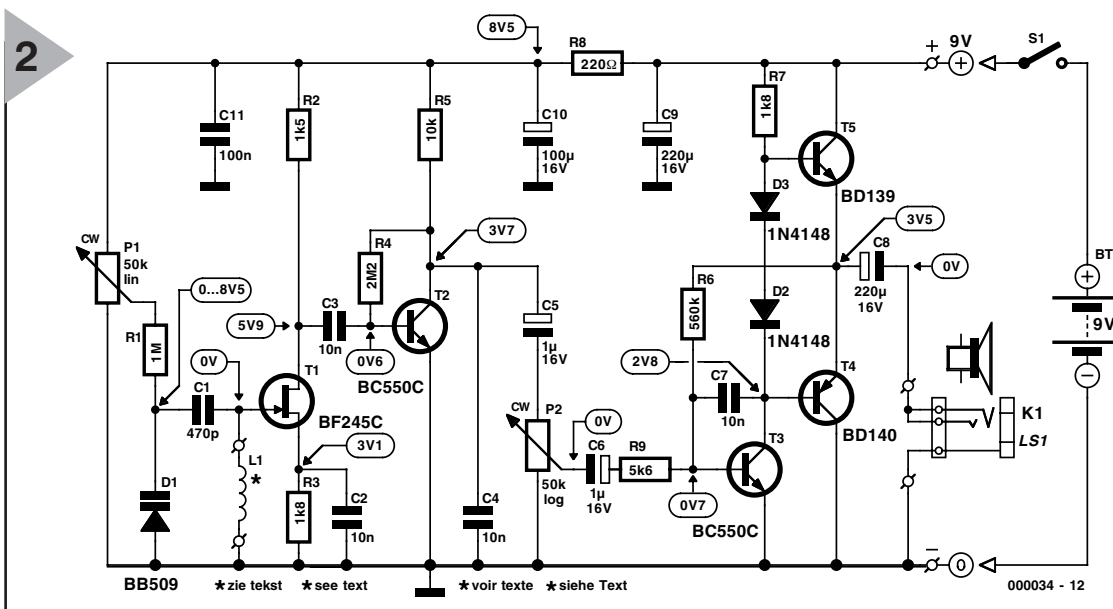 2
8V5
R8
220Ω
+
9V
+
S1
R2
1k5
R5
10k
C11
100n
C10
100µ
16V
C9
220µ
16V
R7
1k8
T5
BD139
D3
1N4148
3V5
C8
220µ
16V
0V
BT1
+
9V
−
CW
P1
50k
lin
0...8V5
R1
1M
5V9
C3
10n
R4
2M2
3V7
T2
BC550C
0V6
C5
1µ
16V
R6
560k
D2
1N4148
2V8
C7
10n
T4
BD140
0V
C1
470p
T1
BF245C
3V1
L1
*
D1
BB509
R3
1k8
C2
10n
C4
10n
CW
P2
50k
log
0V
C6
1µ
16V
R9
5k6
0V7
T3
BC550C
K1
LS1
−
0
* zie tekst
* see text
* voir texte
* siehe Text
000034 - 12